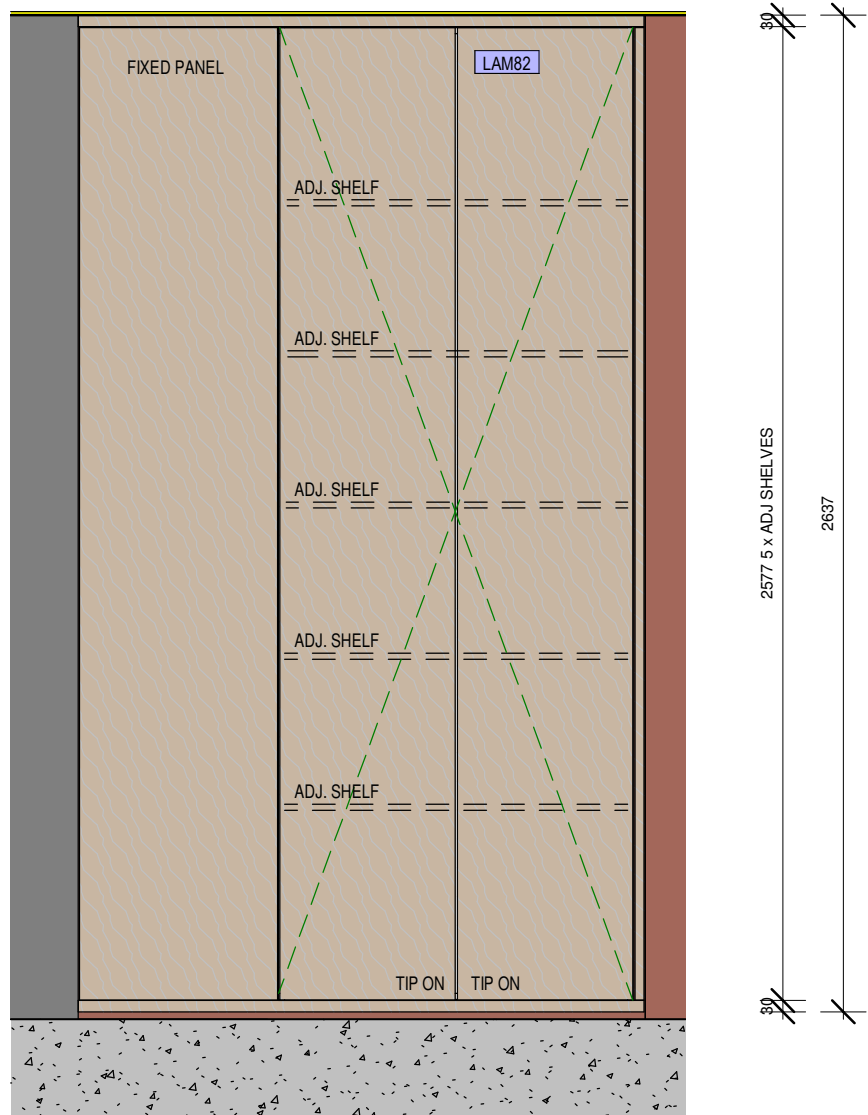 30
FIXED PANEL
LAM82
ADJ. SHELF
ADJ. SHELF
ADJ. SHELF
2577 5 x ADJ SHELVES
2637
ADJ. SHELF
ADJ. SHELF
TIP ON
TIP ON
30